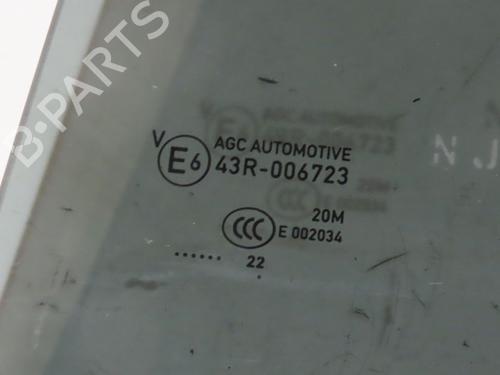 B-PARTS
V
E6 AGC AUTOMOTIVE
43R-006723
CCC 20M
E 002034
...... 22
N J